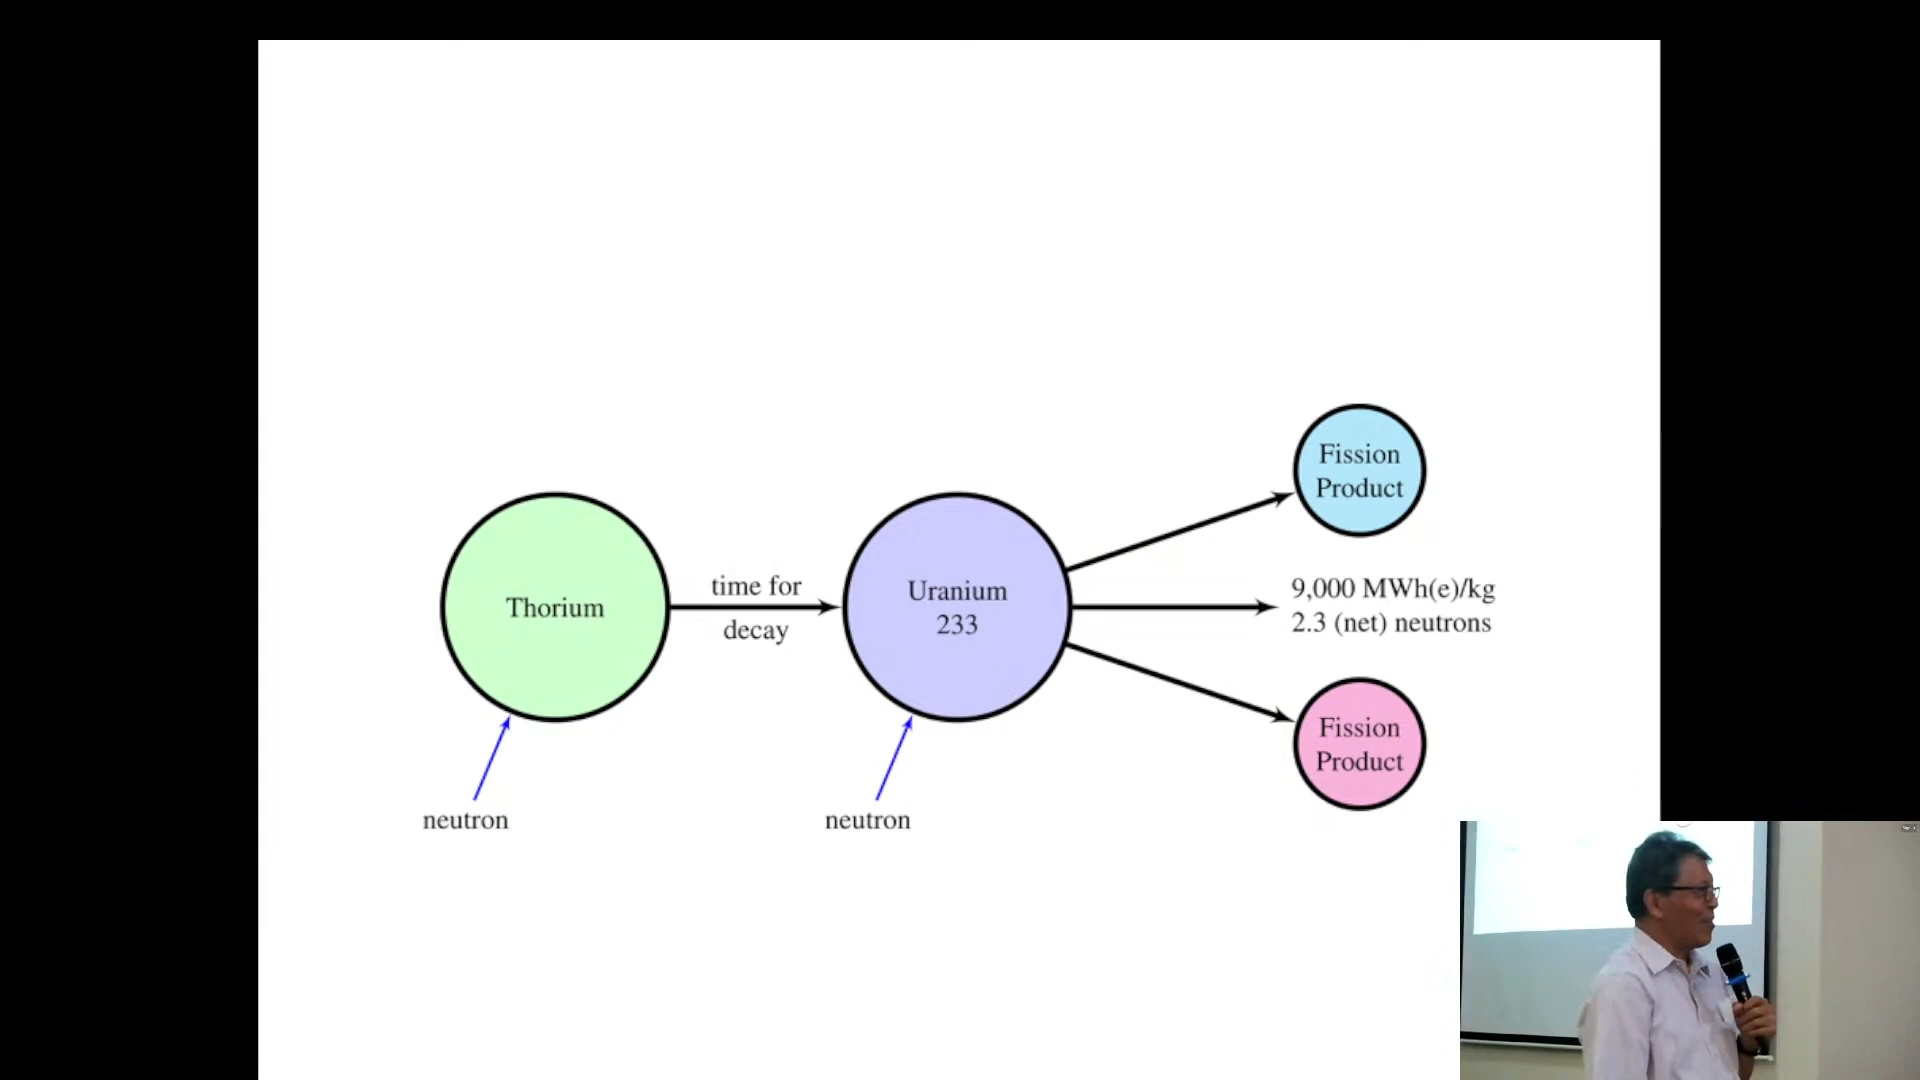 Thorium
time for
decay
Uranium
233
Fission
Product
9,000 MWh(e)/kg
2.3 (net) neutrons
Fission
Product
neutron
neutron